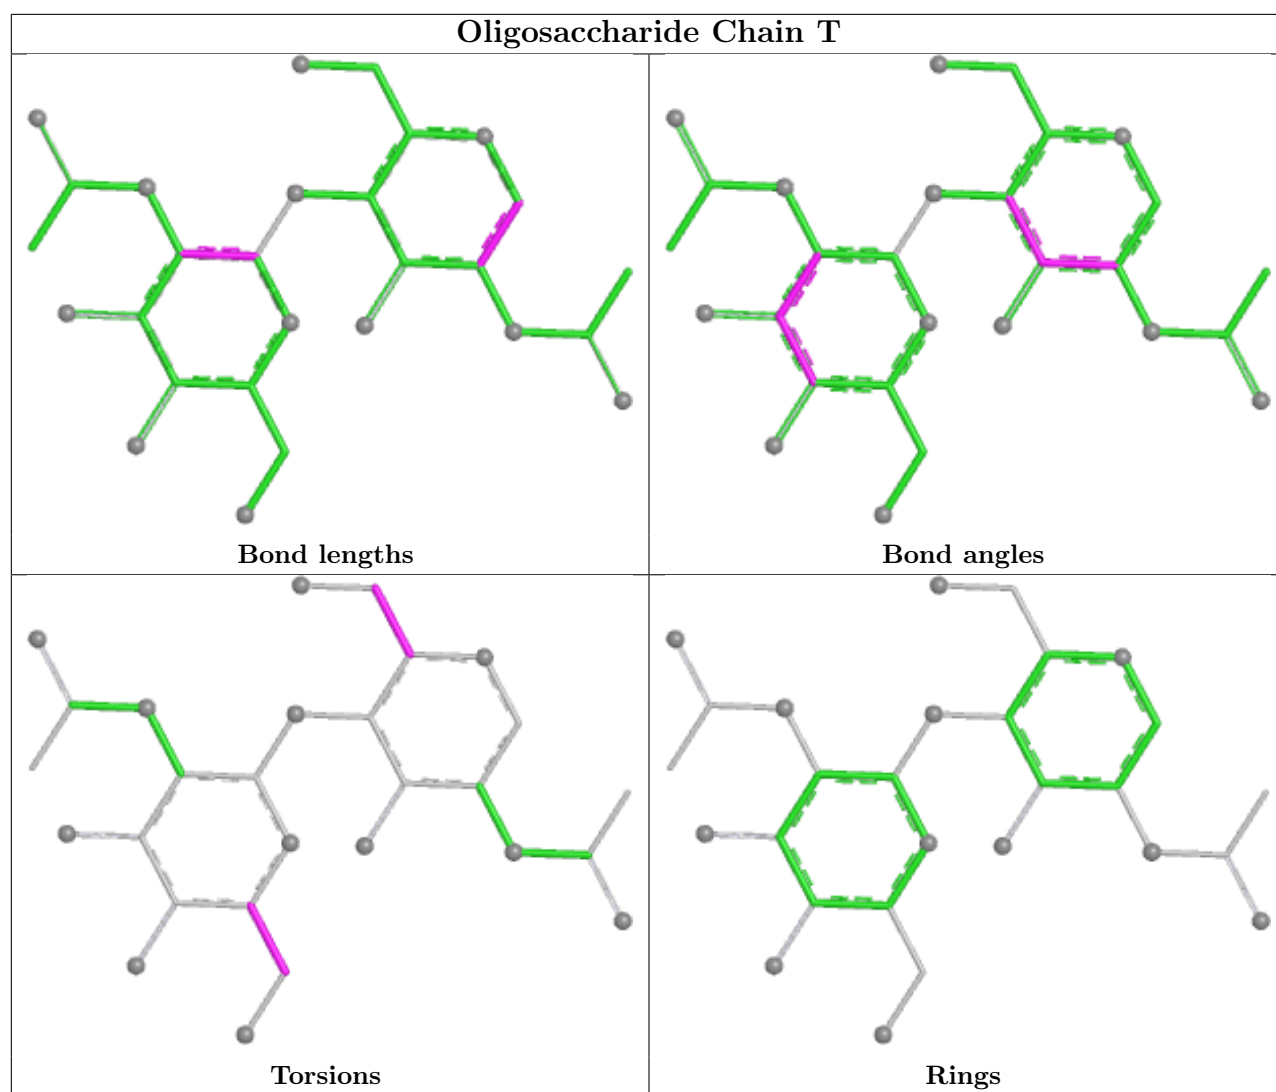 Oligosaccharide Chain T
Bond lengths
Bond angles
Torsions
Rings